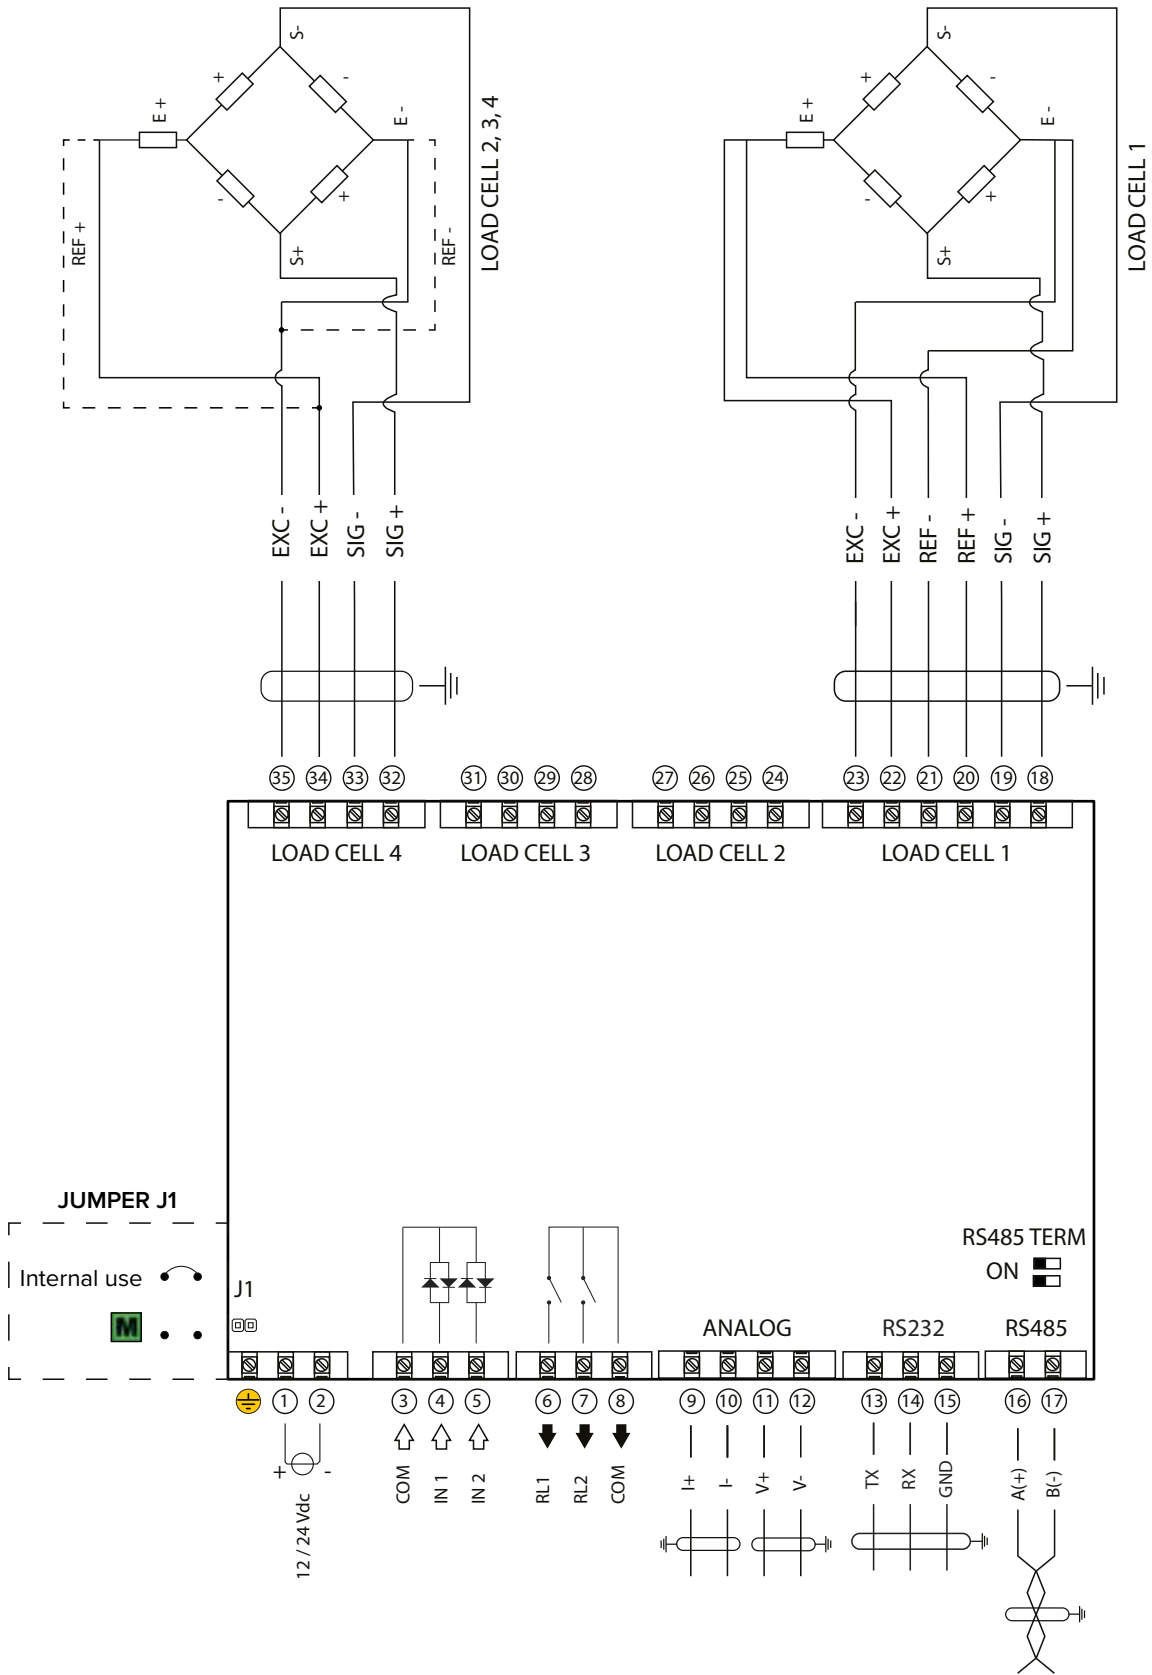 S-
+
-
E +
E -
REF +
-
+
S+
REF -
LOAD CELL 2, 3, 4
S-
+
-
E +
E -
-
+
S+
LOAD CELL 1
EXC -
EXC +
SIG -
SIG +
EXC -
EXC +
REF -
REF +
SIG -
SIG +
35 34 33 32 31 30 29 28 27 26 25 24 23 22 21 20 19 18
LOAD CELL 4 LOAD CELL 3 LOAD CELL 2 LOAD CELL 1
JUMPER J1
Internal use
M
J1
RS485 TERM
ON
ANALOG RS232 RS485
1 2 3 4 5 6 7 8 9 10 11 12 13 14 15 16 17
+ -
12 / 24 Vdc
COM
IN 1
IN 2
RL1
RL2
COM
I+
I-
V+
V-
TX
RX
GND
A(+)
B(-)